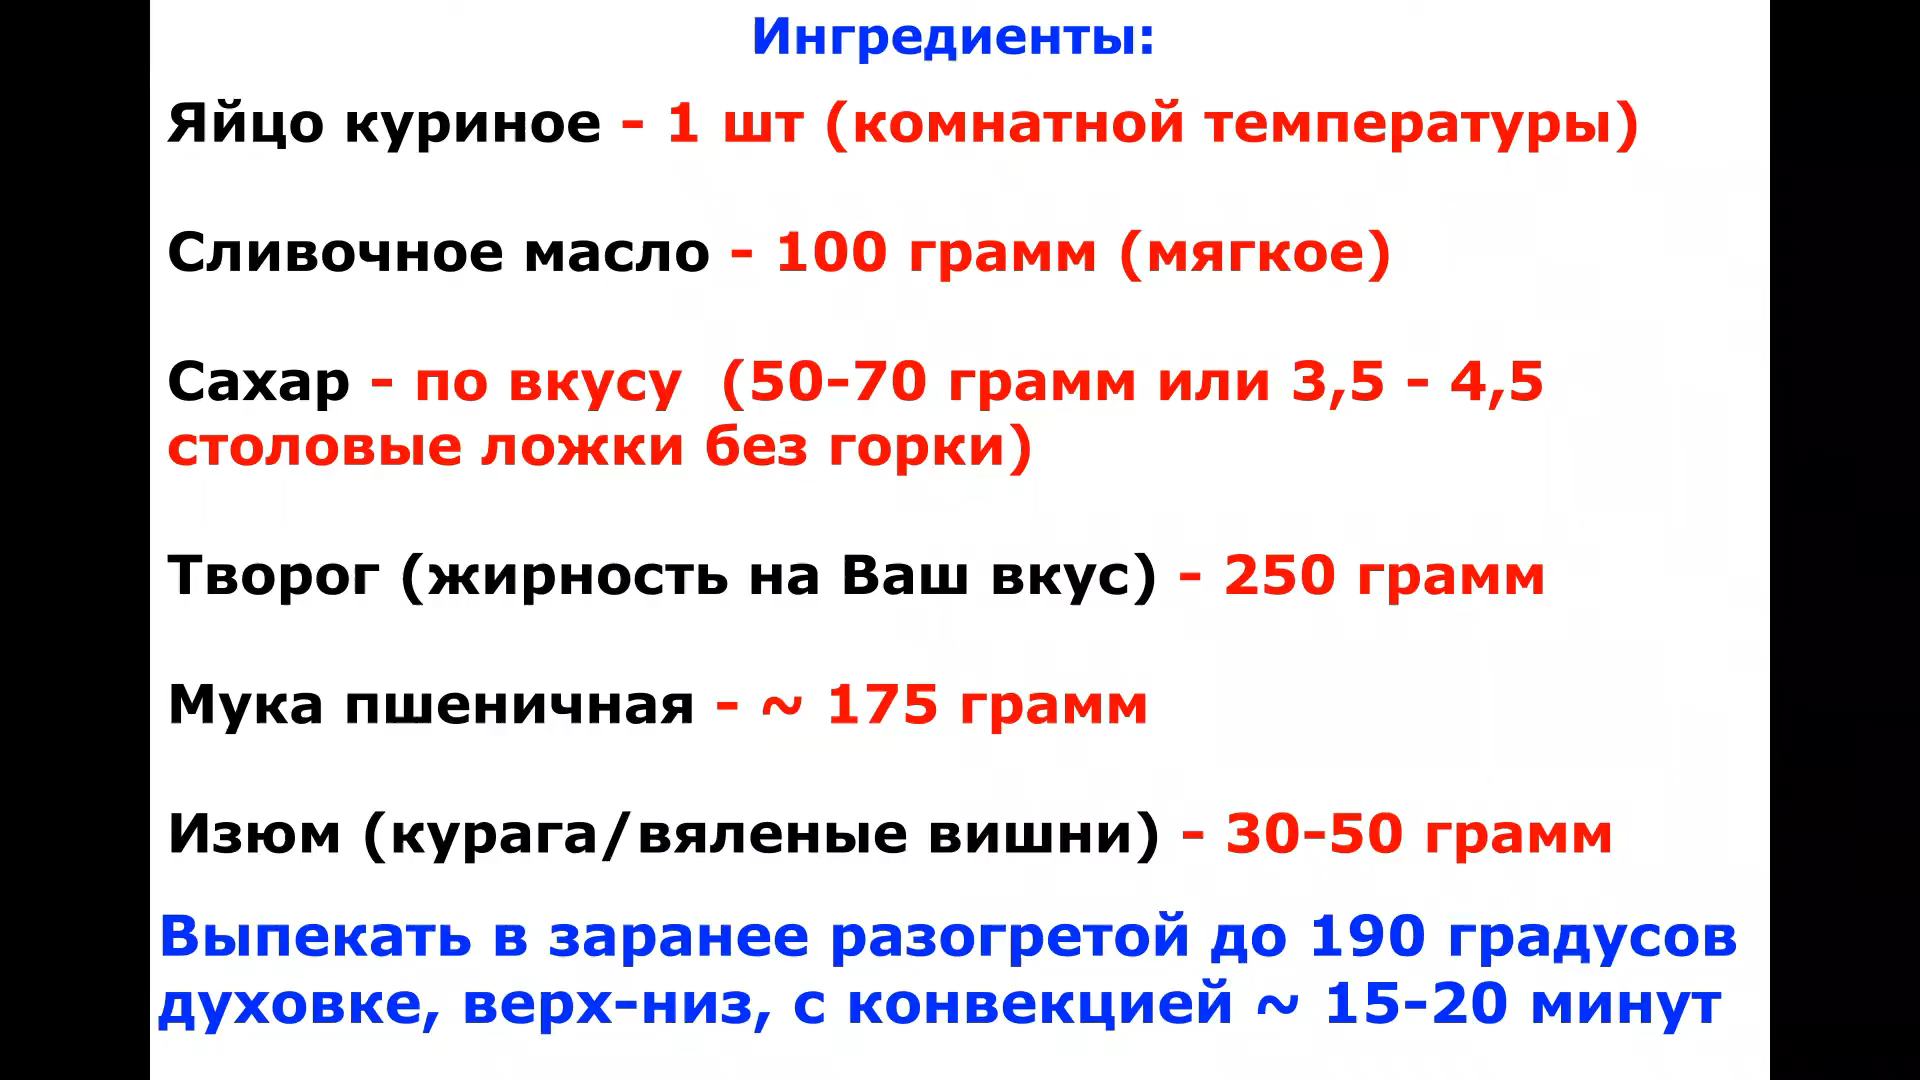 Ингредиенты:
Яйцо куриное - 1 шт (комнатной температуры)
Сливочное масло - 100 грамм (мягкое)
Сахар - по вкусу  (50-70 грамм или 3,5 - 4,5
столовые ложки без горки)
Творог (жирность на Ваш вкус) - 250 грамм
Мука пшеничная - ~ 175 грамм
Изюм (курага/вяленые вишни) - 30-50 грамм
Выпекать в заранее разогретой до 190 градусов
духовке, верх-низ, с конвекцией ~ 15-20 минут